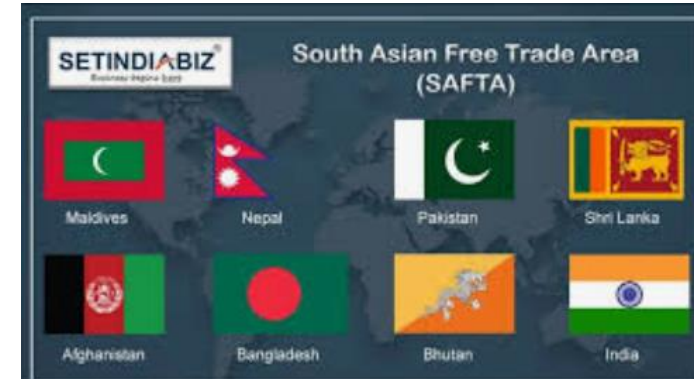 SETINDIABIZ
South Asian Free Trade Area
(SAFTA)
Maldives
Nepal
Pakistan
Shri Lanka
Afghanistan
Bangladesh
Bhutan
India